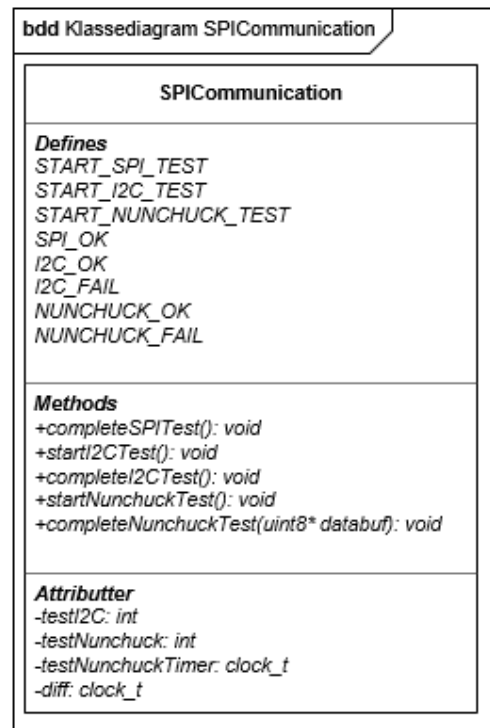 bdd Klassediagram SPICommunication
SPICommunication
Defines
START_SPI_TEST
START_I2C_TEST
START_NUNCHUCK_TEST
SPI_OK
I2C_OK
I2C_FAIL
NUNCHUCK_OK
NUNCHUCK_FAIL
Methods
+completeSPITest(): void
+startI2CTest(): void
+completeI2CTest(): void
+startNunchuckTest(): void
+completeNunchuckTest(uint8* databuf): void
Attributter
-testI2C: int
-testNunchuck: int
-testNunchuckTimer: clock_t
-diff: clock_t